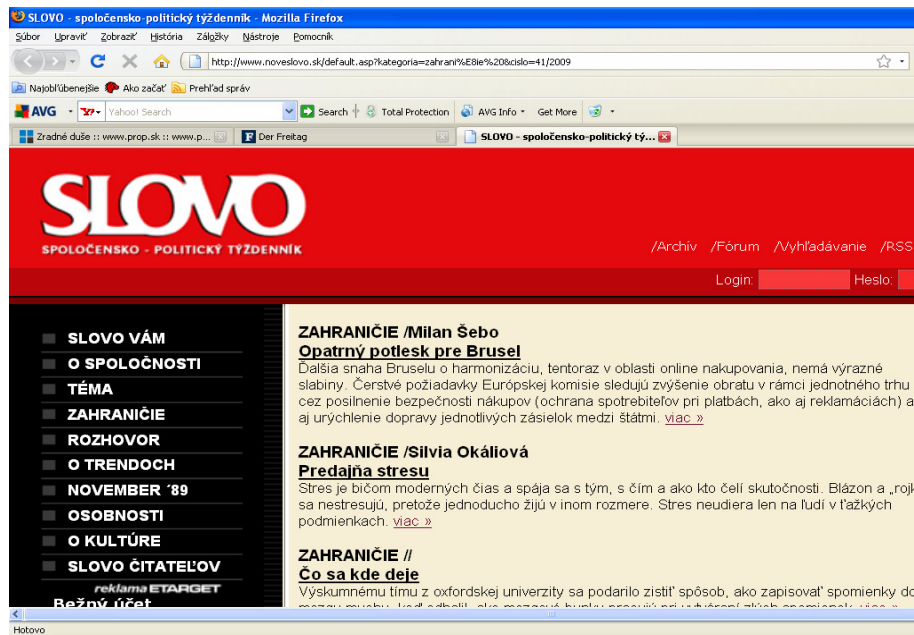 SLOVO - spoločensko-politický týždenník - Mozilla Firefox
Súbor Upraviť Zobraziť História Záložky Nástroje Pomocník
http://www.noveslovo.sk/default.asp?kategoria=zahrani%E8ie%20&cislo=41/2009
Najobľúbenejšie Ako začať Prehľad správ
AVG Y! Yahoo! Search Search Total Protection AVG Info Get More
Zradné duše :: www.prop.sk :: www.p... F Der Freitag SLOVO - spoločensko-politický tý...
SLOVO
SPOLOČENSKO - POLITICKÝ TÝŽDENNÍK
/Archív /Fórum /Vyhľadávanie /RSS
Login: Heslo:
SLOVO VÁM
O SPOLOČNOSTI
TÉMA
ZAHRANIČIE
ROZHOVOR
O TRENDOCH
NOVEMBER ´89
OSOBNOSTI
O KULTÚRE
SLOVO ČITATEĽOV
reklama ETARGET
Bežný účet
ZAHRANIČIE /Milan Šebo
Opatrný potlesk pre Brusel
Ďalšia snaha Bruselu o harmonizáciu, tentoraz v oblasti online nakupovania, nemá výrazné
slabiny. Čerstvé požiadavky Európskej komisie sledujú zvýšenie obratu v rámci jednotného trhu
cez posilnenie bezpečnosti nákupov (ochrana spotrebiteľov pri platbách, ako aj reklamáciách) a
aj urýchlenie dopravy jednotlivých zásielok medzi štátmi. viac »
ZAHRANIČIE /Silvia Okáliová
Predajňa stresu
Stres je bičom moderných čias a spája sa s tým, s čím a ako kto čelí skutočnosti. Blázon a „rojk
sa nestresujú, pretože jednoducho žijú v inom rozmere. Stres neudiera len na ľudí v ťažkých
podmienkach. viac »
ZAHRANIČIE //
Čo sa kde deje
Výskumnému tímu z oxfordskej univerzity sa podarilo zistiť spôsob, ako zapisovať spomienky do
Hotovo